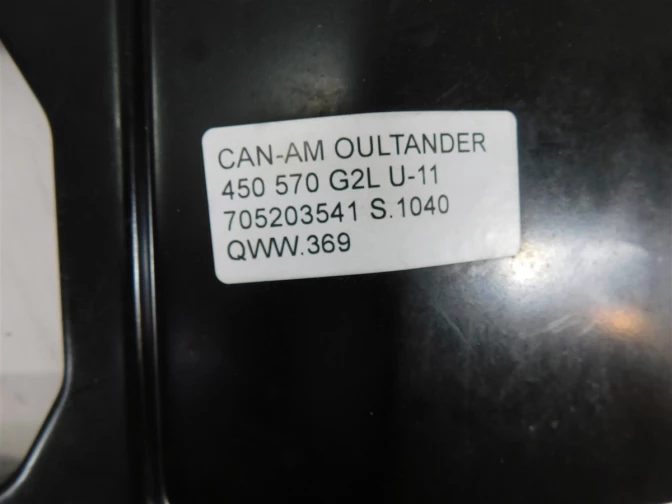 CAN-AM OULTANDER
450 570 G2L U-11
705203541 S.1040
QWW.369